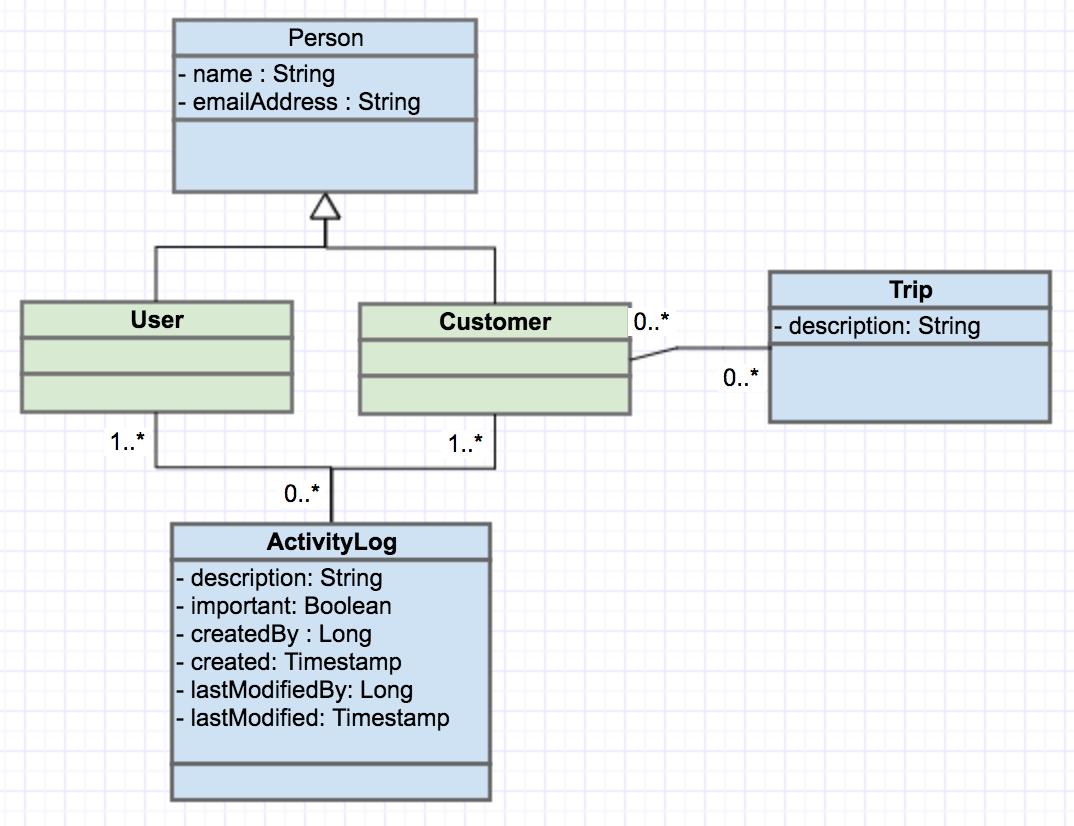 Person
- name : String
- emailAddress : String
User
Customer
0..*
Trip
- description: String
0..*
1..*
1..*
0..*
ActivityLog
- description: String
- important: Boolean
- createdBy : Long
- created: Timestamp
- lastModifiedBy: Long
- lastModified: Timestamp